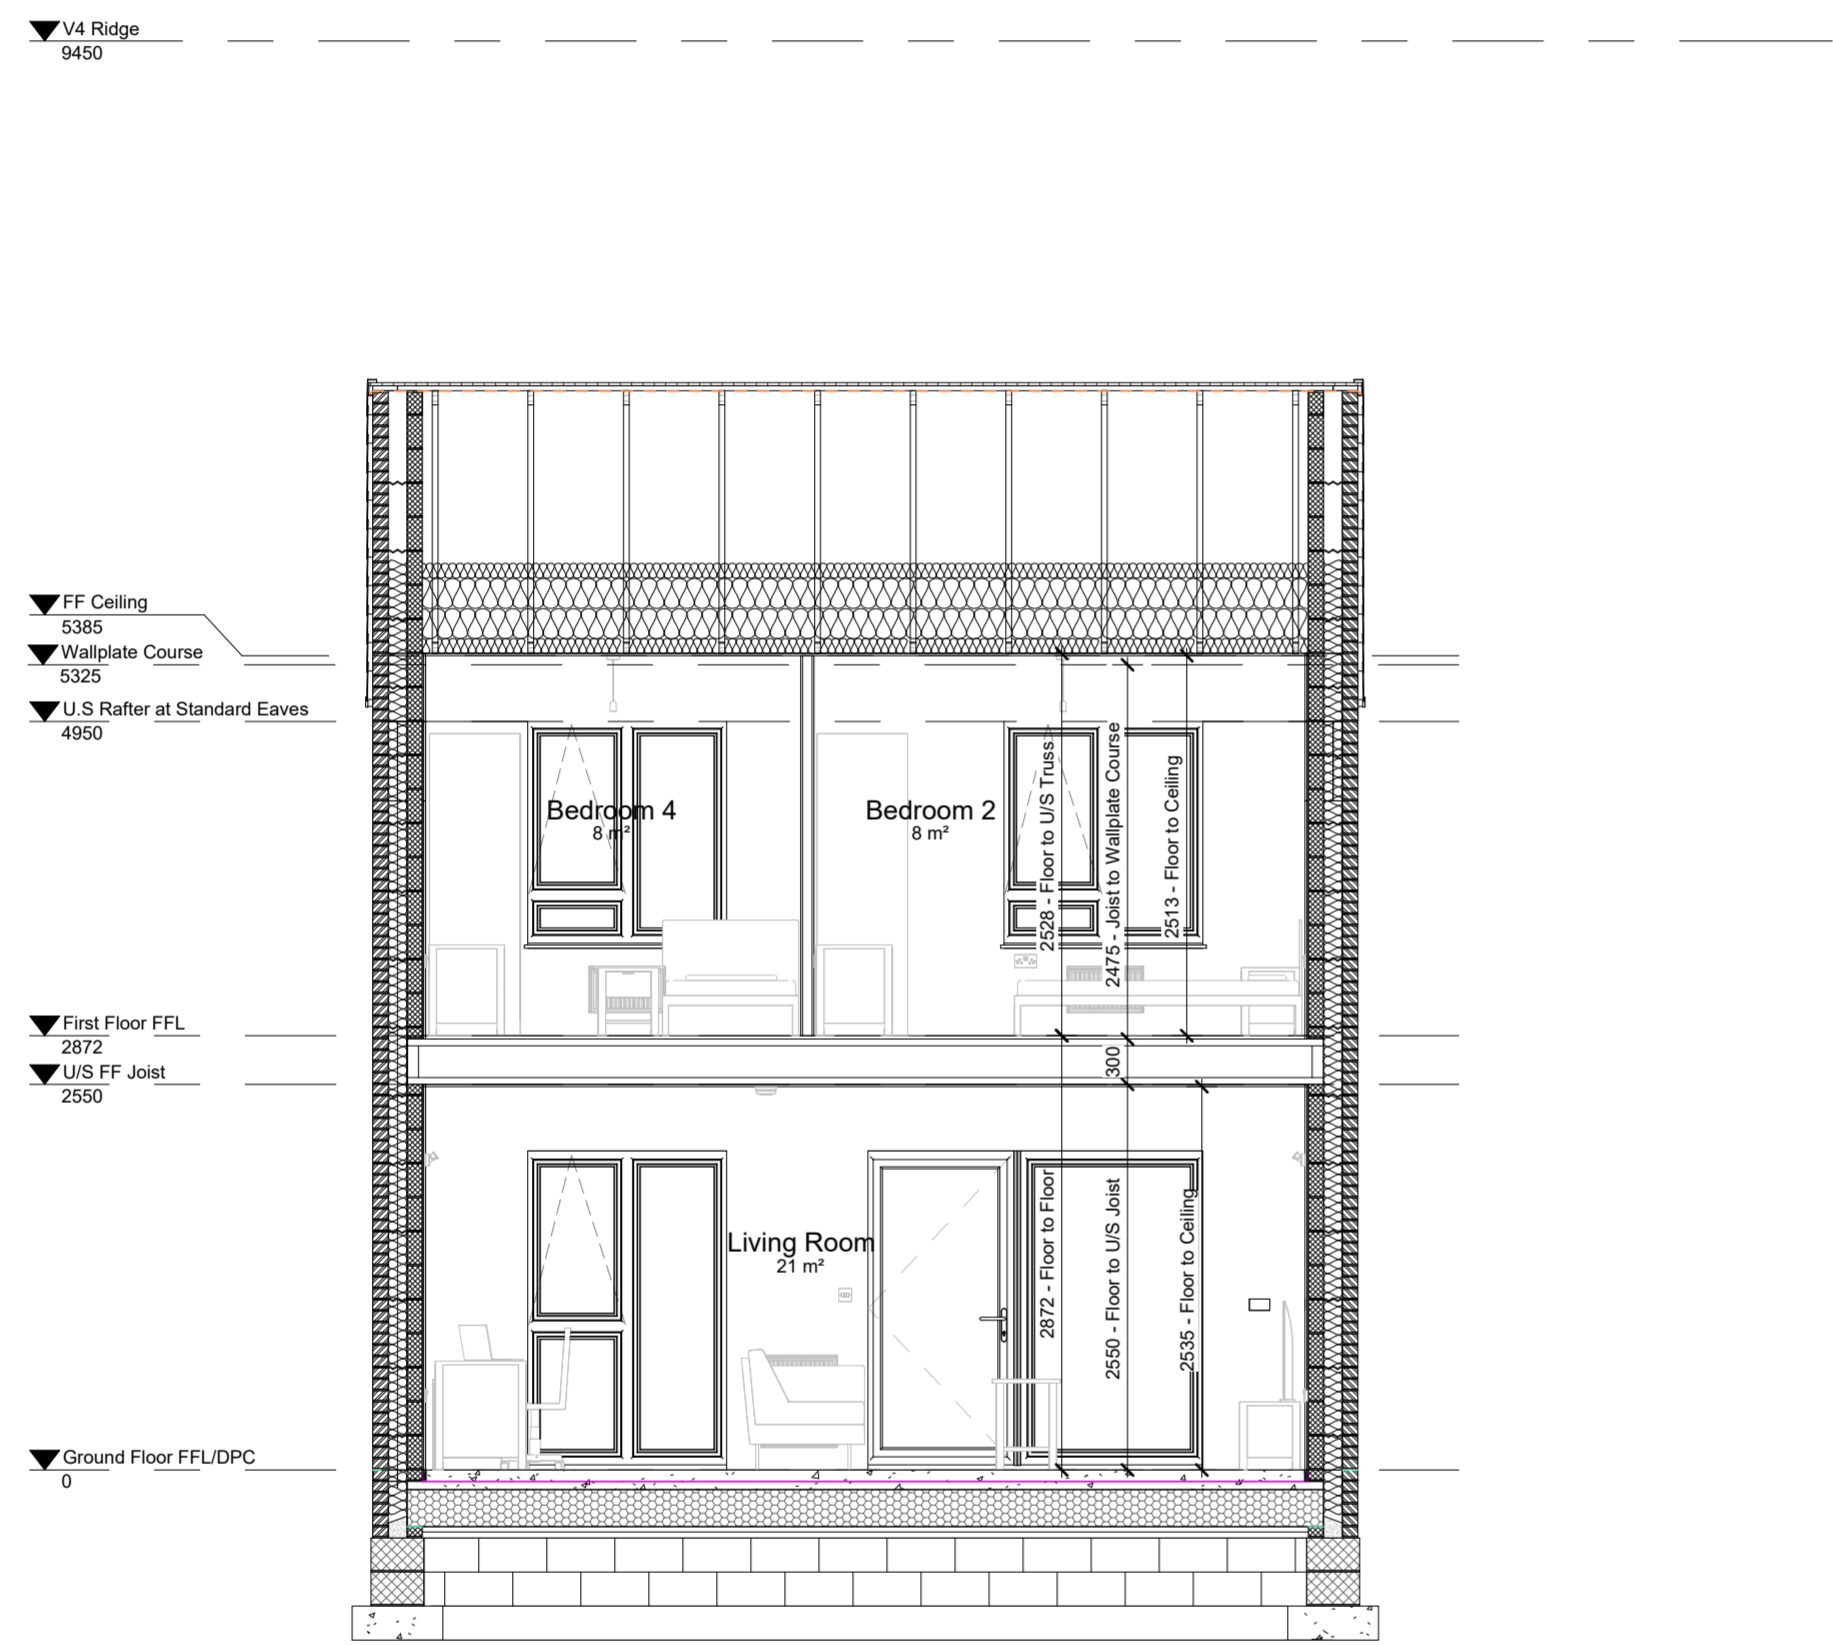 V4 Ridge
9450
FF Ceiling
5385
Wallplate Course
5325
U.S Rafter at Standard Eaves
4950
Bedroom 4
8 m²
Bedroom 2
8 m²
2528 - Floor to U/S Truss
2475 - Joist to Wallplate Course
2513 - Floor to Ceiling
First Floor FFL
2872
U/S FF Joist
2550
300
Living Room
21 m²
2872 - Floor to Floor
2550 - Floor to U/S Joist
2535 - Floor to Ceiling
Ground Floor FFL/DPC
0